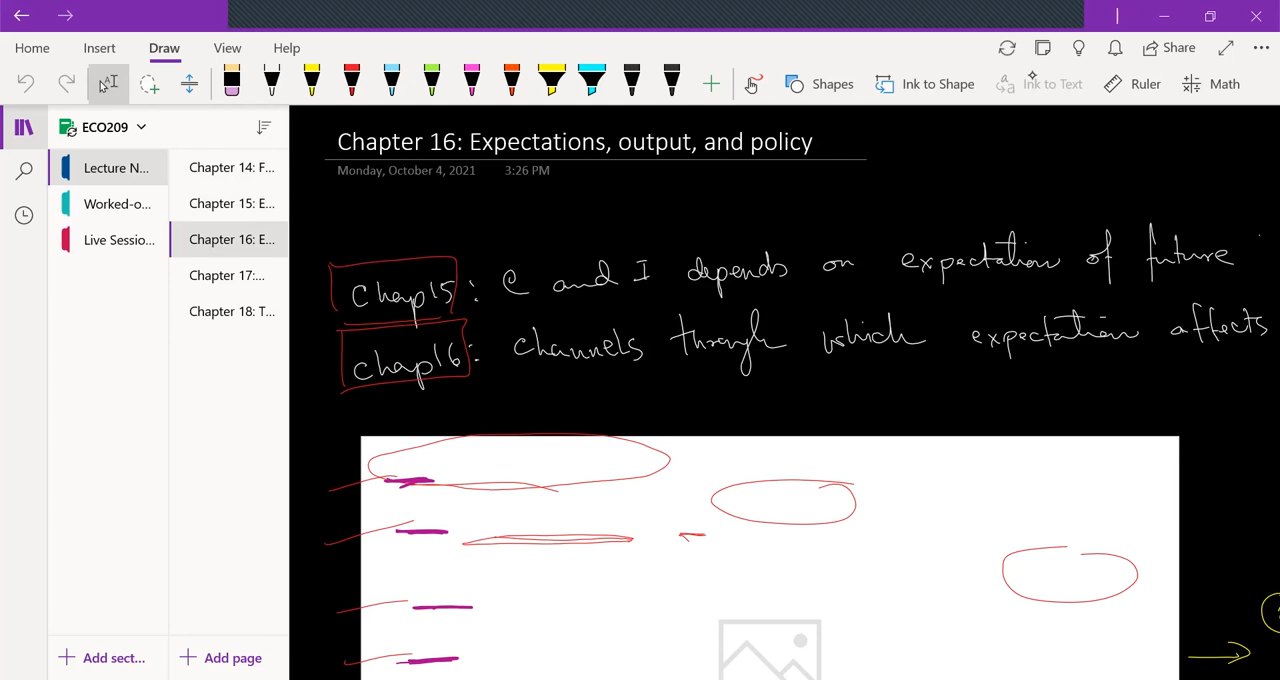 Home Insert Draw View Help Share
Shapes Ink to Shape Ink to Text Ruler Math
ECO209
Lecture N...
Worked-o...
Live Sessio...
Chapter 14: F...
Chapter 15: E...
Chapter 16: E...
Chapter 17:...
Chapter 18: T...
Add sect...
Add page
Chapter 16: Expectations, output, and policy
Monday, October 4, 2021 3:26 PM
Chap15: C and I depends on expectation of future
chap16: channels through which expectation affects